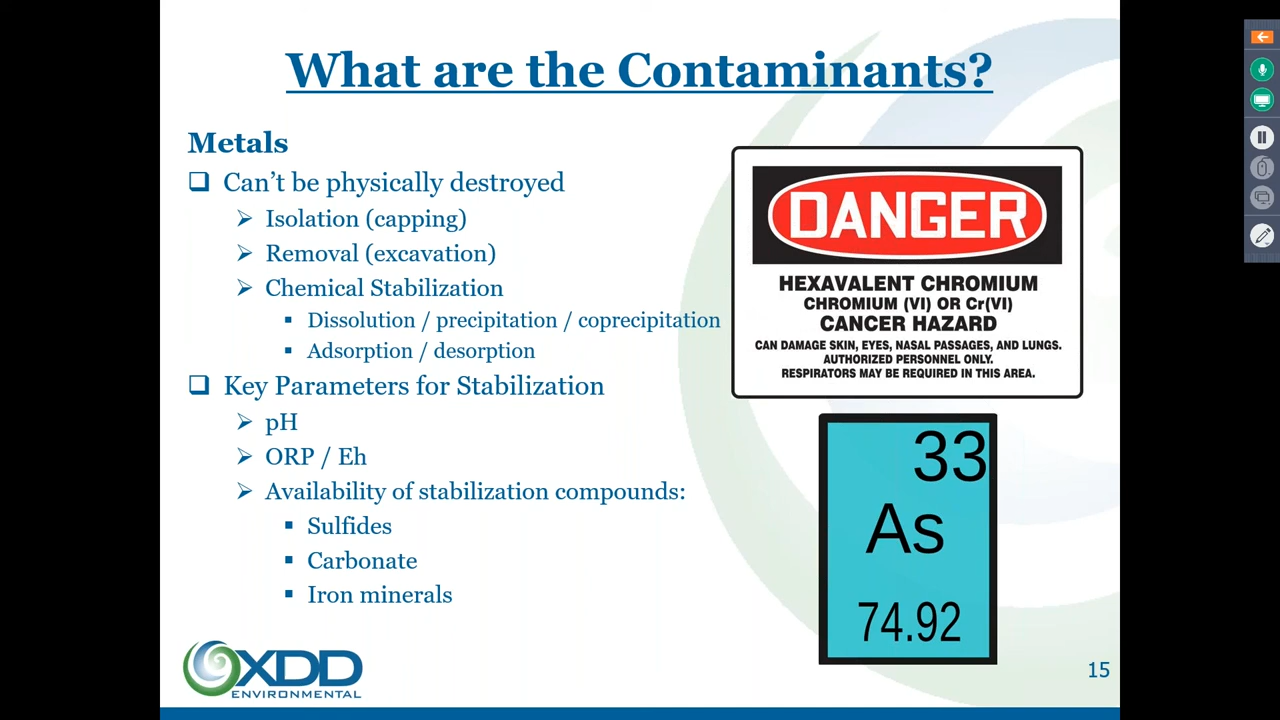 What are the Contaminants?
Metals
Can’t be physically destroyed
Isolation (capping)
Removal (excavation)
Chemical Stabilization
Dissolution / precipitation / coprecipitation
Adsorption / desorption
Key Parameters for Stabilization
pH
ORP / Eh
Availability of stabilization compounds:
Sulfides
Carbonate
Iron minerals
DANGER
HEXAVALENT CHROMIUM
CHROMIUM (VI) OR Cr(VI)
CANCER HAZARD
CAN DAMAGE SKIN, EYES, NASAL PASSAGES, AND LUNGS.
AUTHORIZED PERSONNEL ONLY.
RESPIRATORS MAY BE REQUIRED IN THIS AREA.
33
As
74.92
XDD
ENVIRONMENTAL
15